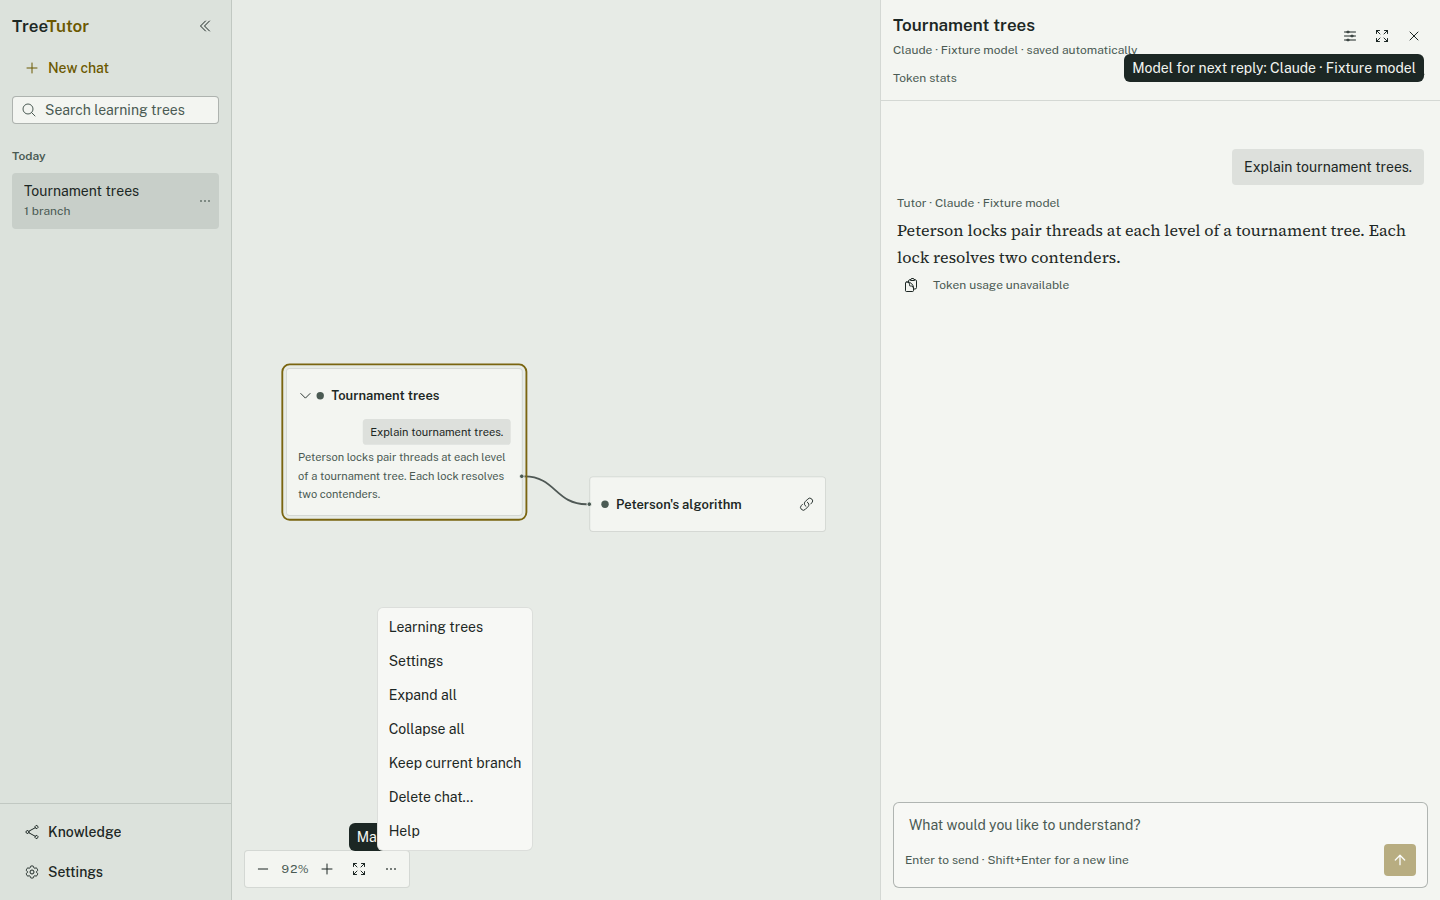 TreeTutor
New chat
Search learning trees
Today
Tournament trees
1 branch
Knowledge
Settings
Tournament trees
Explain tournament trees.
Peterson locks pair threads at each level
of a tournament tree. Each lock resolves
two contenders.
Peterson's algorithm
Learning trees
Settings
Expand all
Collapse all
Keep current branch
Delete chat...
Help
92%
Tournament trees
Claude · Fixture model · saved automatically
Model for next reply: Claude · Fixture model
Token stats
Explain tournament trees.
Tutor · Claude · Fixture model
Peterson locks pair threads at each level of a tournament tree. Each
lock resolves two contenders.
Token usage unavailable
What would you like to understand?
Enter to send · Shift+Enter for a new line